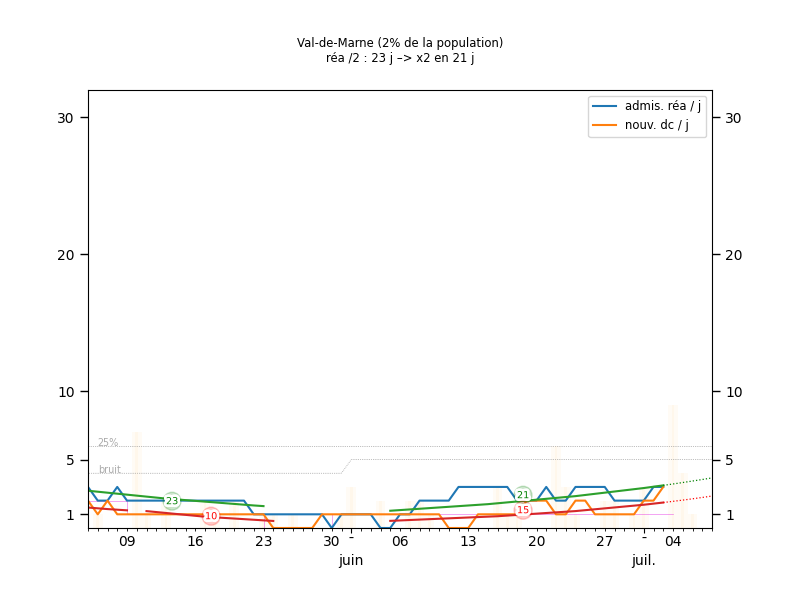 Val-de-Marne (2% de la population)
réa /2 : 23 j –> x2 en 21 j
admis. réa / j
nouv. dc / j
30 30
20 20
10 10
25%
5 5
bruit
23 21
10 15
1 1
09 16 23 30 - 06 13 20 27 - 04
juin juil.